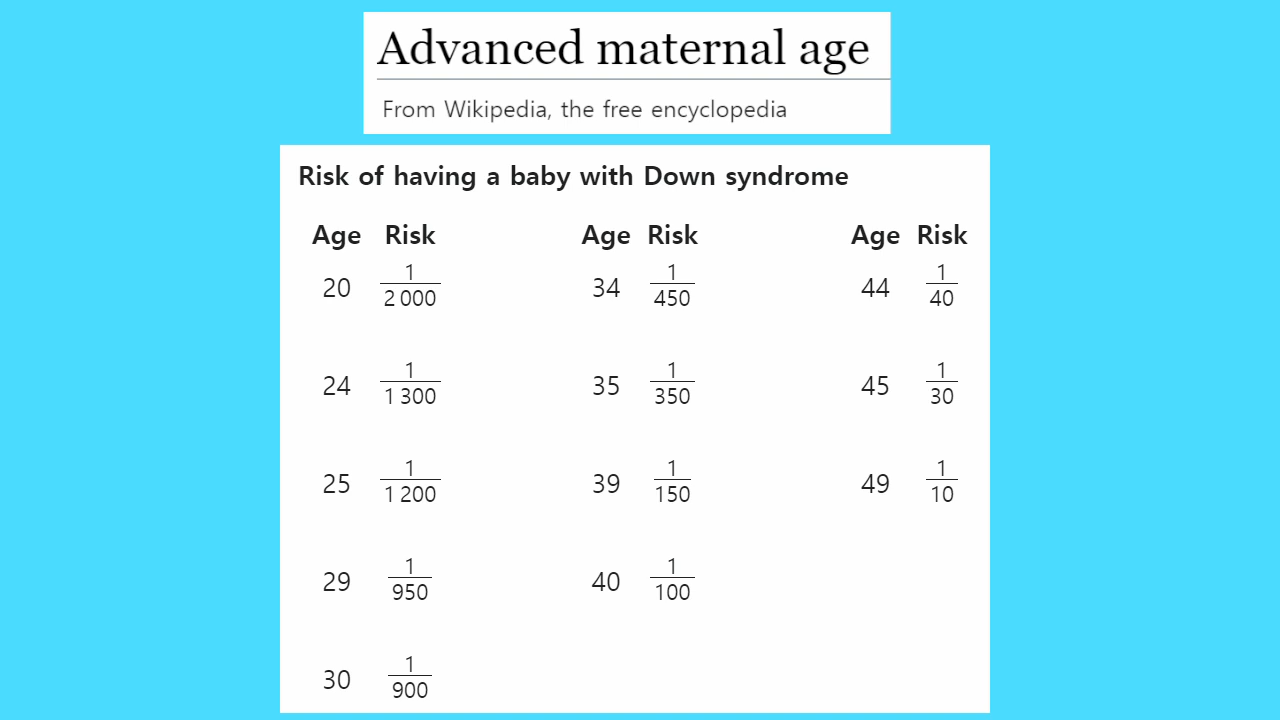 Advanced maternal age
From Wikipedia, the free encyclopedia
Risk of having a baby with Down syndrome
Age Risk Age Risk Age Risk
20 1/2 000 34 1/450 44 1/40
24 1/1 300 35 1/350 45 1/30
25 1/1 200 39 1/150 49 1/10
29 1/950 40 1/100
30 1/900